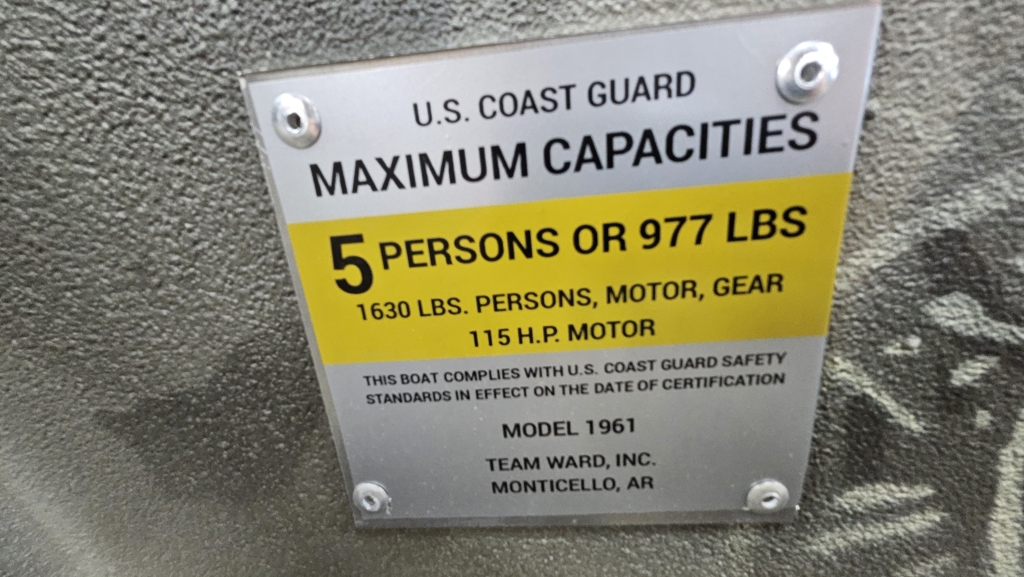 U.S. COAST GUARD
MAXIMUM CAPACITIES
5 PERSONS OR 977 LBS
1630 LBS. PERSONS, MOTOR, GEAR
115 H.P. MOTOR
THIS BOAT COMPLIES WITH U.S. COAST GUARD SAFETY
STANDARDS IN EFFECT ON THE DATE OF CERTIFICATION
MODEL 1961
TEAM WARD, INC.
MONTICELLO, AR